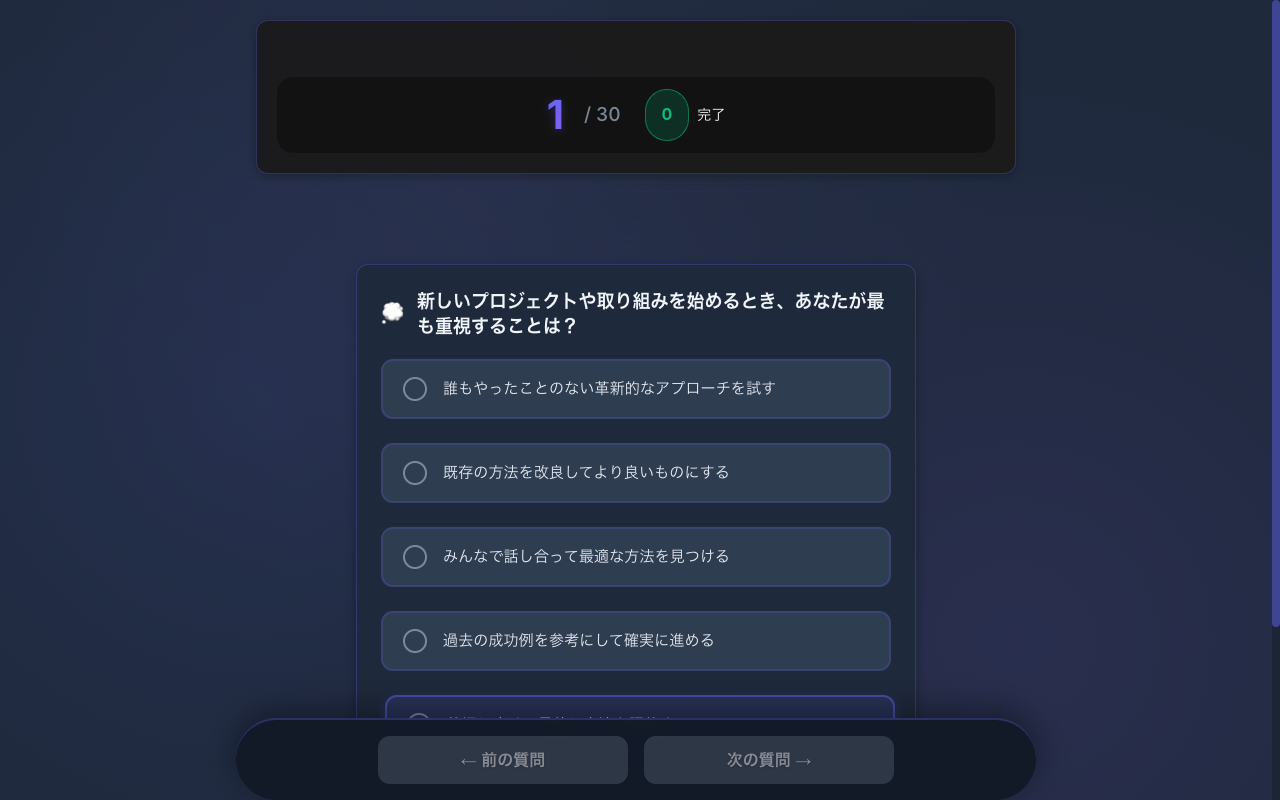 1 / 30 0 完了
新しいプロジェクトや取り組みを始めるとき、あなたが最
も重視することは？
誰もやったことのない革新的なアプローチを試す
既存の方法を改良してより良いものにする
みんなで話し合って最適な方法を見つける
過去の成功例を参考にして確実に進める
← 前の質問 次の質問 →